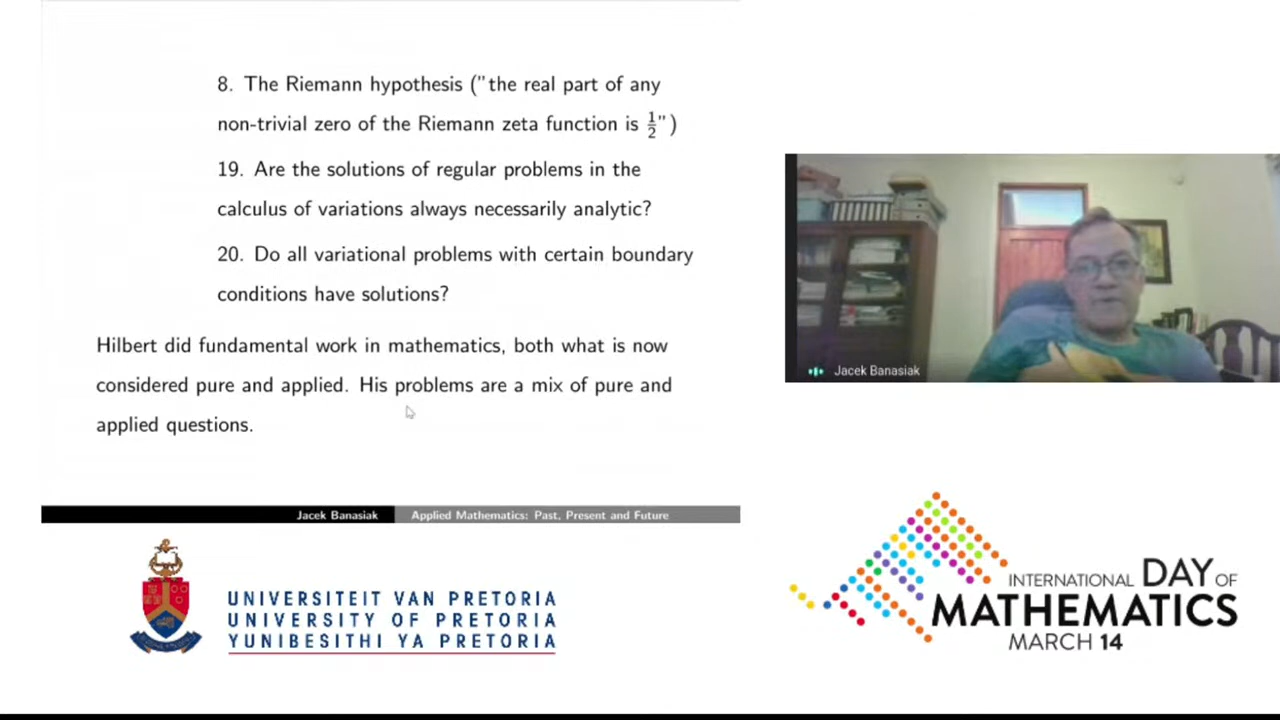 8. The Riemann hypothesis ("the real part of any
non-trivial zero of the Riemann zeta function is 1/2")
19. Are the solutions of regular problems in the
calculus of variations always necessarily analytic?
20. Do all variational problems with certain boundary
conditions have solutions?
Hilbert did fundamental work in mathematics, both what is now
considered pure and applied. His problems are a mix of pure and
applied questions.
Jacek Banasiak Applied Mathematics: Past, Present and Future
Jacek Banasiak
UNIVERSITEIT VAN PRETORIA
UNIVERSITY OF PRETORIA
YUNIBESITHI YA PRETORIA
INTERNATIONAL DAY OF
MATHEMATICS
MARCH 14